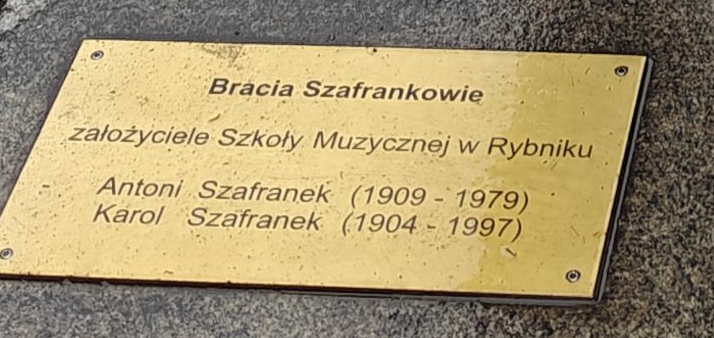 Bracia Szafrankowie
założyciele Szkoły Muzycznej w Rybniku
Antoni Szafranek (1909 - 1979)
Karol Szafranek (1904 - 1997)